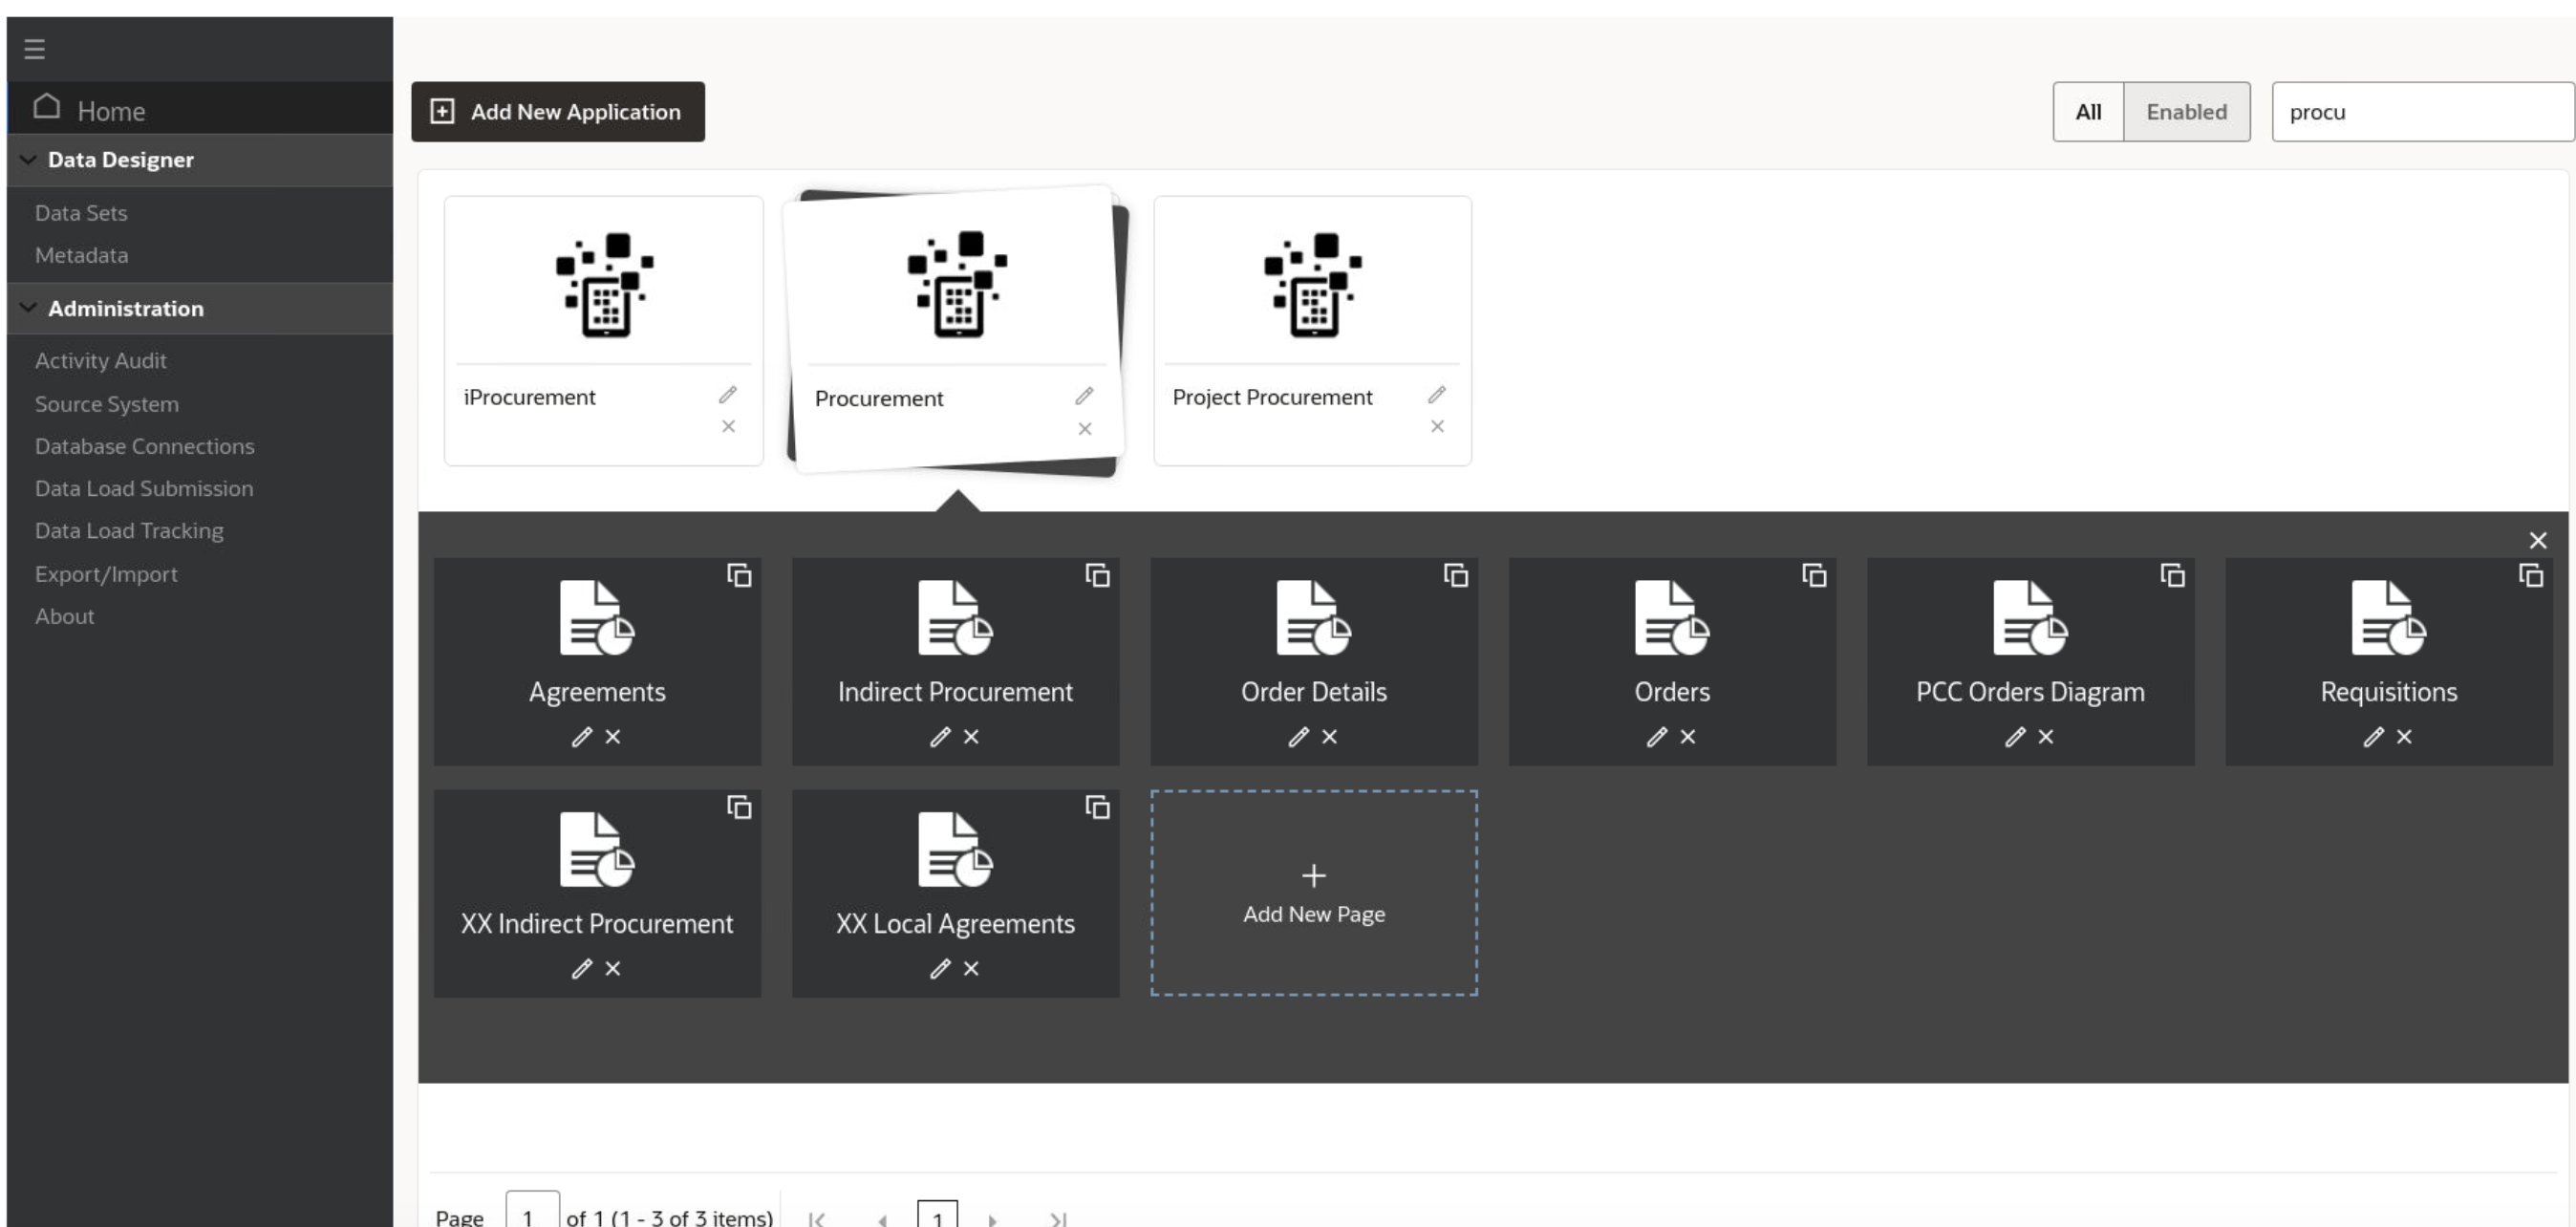 Home
Data Designer
Data Sets
Metadata
Administration
Activity Audit
Source System
Database Connections
Data Load Submission
Data Load Tracking
Export/Import
About
Add New Application
All Enabled procu
iProcurement Procurement Project Procurement
Agreements Indirect Procurement Order Details Orders PCC Orders Diagram Requisitions
XX Indirect Procurement XX Local Agreements Add New Page
Page 1 of 1 (1 - 3 of 3 items) 1